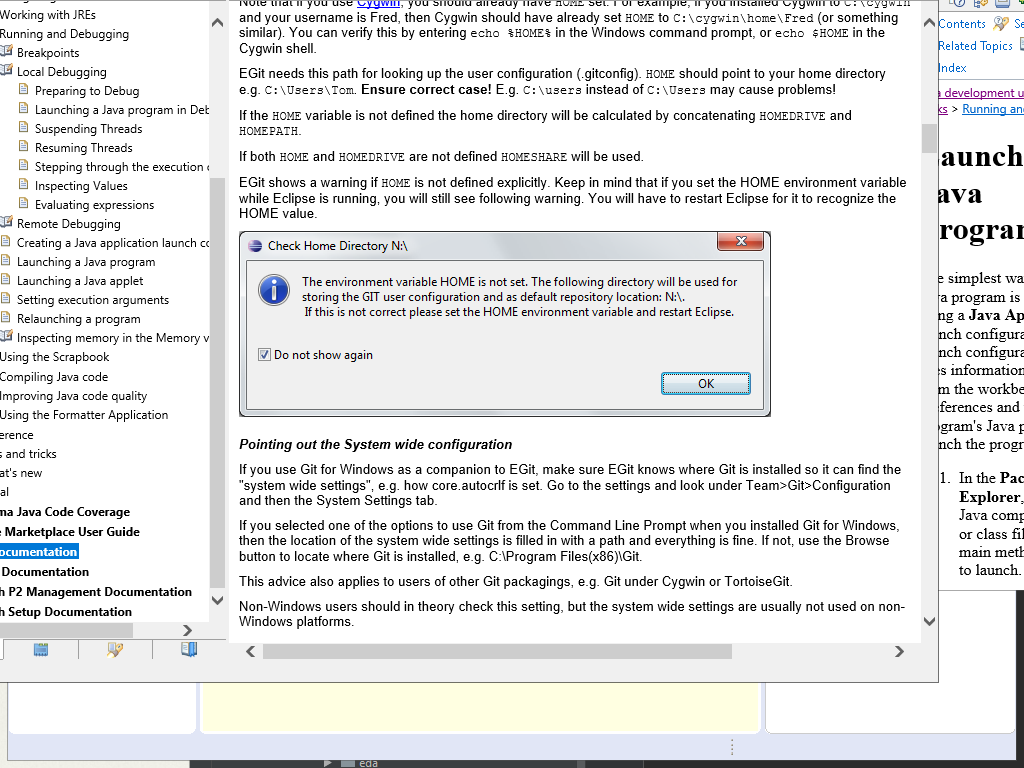 Working with JREs
Running and Debugging
Breakpoints
Local Debugging
Preparing to Debug
Launching a Java program in Deb
Suspending Threads
Resuming Threads
Stepping through the execution o
Inspecting Values
Evaluating expressions
Remote Debugging
Creating a Java application launch co
Launching a Java program
Launching a Java applet
Setting execution arguments
Relaunching a program
Inspecting memory in the Memory v
Using the Scrapbook
Compiling Java code
Improving Java code quality
Using the Formatter Application
erence
s and tricks
at's new
al
ma Java Code Coverage
e Marketplace User Guide
ocumentation
Documentation
h P2 Management Documentation
h Setup Documentation
Note that if you use Cygwin, you should already have HOME set. For example, if you installed Cygwin to C:\cygwin
and your username is Fred, then Cygwin should have already set HOME to C:\cygwin\home\Fred (or something
similar). You can verify this by entering echo %HOME% in the Windows command prompt, or echo $HOME in the
Cygwin shell.
EGit needs this path for looking up the user configuration (.gitconfig). HOME should point to your home directory
e.g. C:\Users\Tom. Ensure correct case! E.g. C:\users instead of C:\Users may cause problems!
If the HOME variable is not defined the home directory will be calculated by concatenating HOMEDRIVE and
HOMEPATH.
If both HOME and HOMEDRIVE are not defined HOMESHARE will be used.
EGit shows a warning if HOME is not defined explicitly. Keep in mind that if you set the HOME environment variable
while Eclipse is running, you will still see following warning. You will have to restart Eclipse for it to recognize the
HOME value.
Check Home Directory N:\
The environment variable HOME is not set. The following directory will be used for
storing the GIT user configuration and as default repository location: N:\.
If this is not correct please set the HOME environment variable and restart Eclipse.
Do not show again
OK
Pointing out the System wide configuration
If you use Git for Windows as a companion to EGit, make sure EGit knows where Git is installed so it can find the
"system wide settings", e.g. how core.autocrlf is set. Go to the settings and look under Team>Git>Configuration
and then the System Settings tab.
If you selected one of the options to use Git from the Command Line Prompt when you installed Git for Windows,
then the location of the system wide settings is filled in with a path and everything is fine. If not, use the Browse
button to locate where Git is installed, e.g. C:\Program Files(x86)\Git.
This advice also applies to users of other Git packagings, e.g. Git under Cygwin or TortoiseGit.
Non-Windows users should in theory check this setting, but the system wide settings are usually not used on non-
Windows platforms.
Contents Se
Related Topics
Index
a development u
ks > Running and
aunch
ava
rogram
e simplest wa
va program is
ng a Java Ap
nch configura
nch configura
es information
m the workbe
ferences and
ogram's Java p
nch the progr
1. In the Pac
Explorer,
Java comp
or class fil
main meth
to launch.
eda